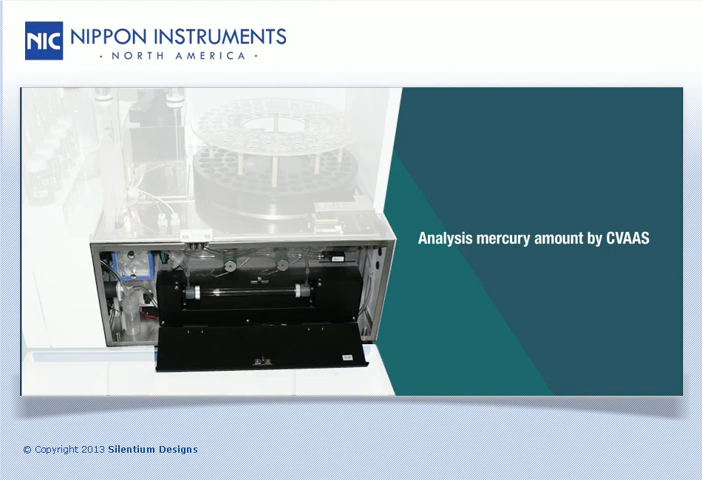 NIC NIPPON INSTRUMENTS
· NORTH AMERICA ·
Analysis mercury amount by CVAAS
© Copyright 2013 Silentium Designs